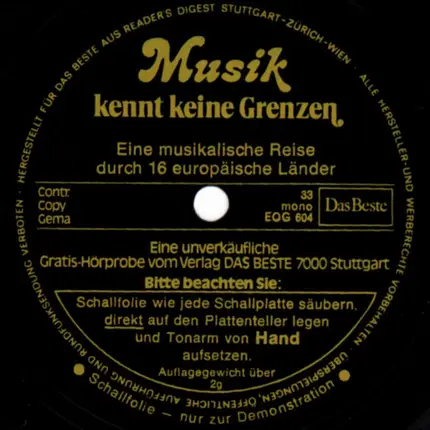 · HERGESTELLT FÜR DAS BESTE AUS READER'S DIGEST STUTTGART-ZÜRICH-WIEN · ALLE HERSTELLER-UND WERBERECHTE VORBEHALTEN · ÜBERSPIELUNGEN, ÖFFENTLICHE AUFFÜHRUNG UND RUNDFUNKSENDUNG VERBOTEN
Musik
kennt keine Grenzen
Eine musikalische Reise
durch 16 europäische Länder
Contr.
Copy
Gema
33
mono
EOG 604
Das Beste
Eine unverkäufliche
Gratis-Hörprobe vom Verlag DAS BESTE 7000 Stuttgart
Bitte beachten Sie:
Schallfolie wie jede Schallplatte säubern,
direkt auf den Plattenteller legen
und Tonarm von Hand
aufsetzen.
Auflagegewicht über
2g
● Schallfolie – nur zur Demonstration ●